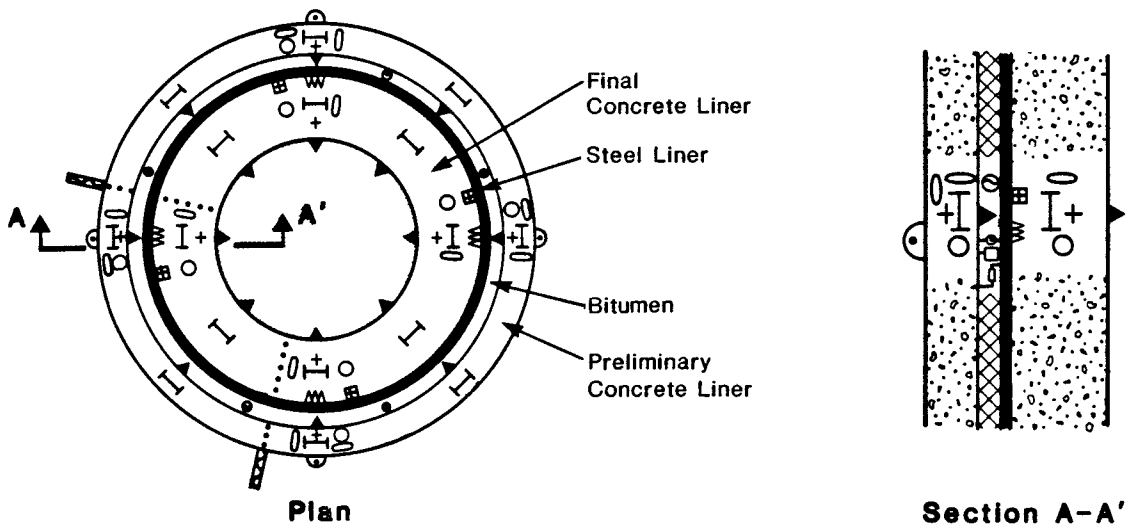 Final
Concrete Liner
Steel Liner
A
A'
Bitumen
Preliminary
Concrete Liner
Plan
Section A-A'